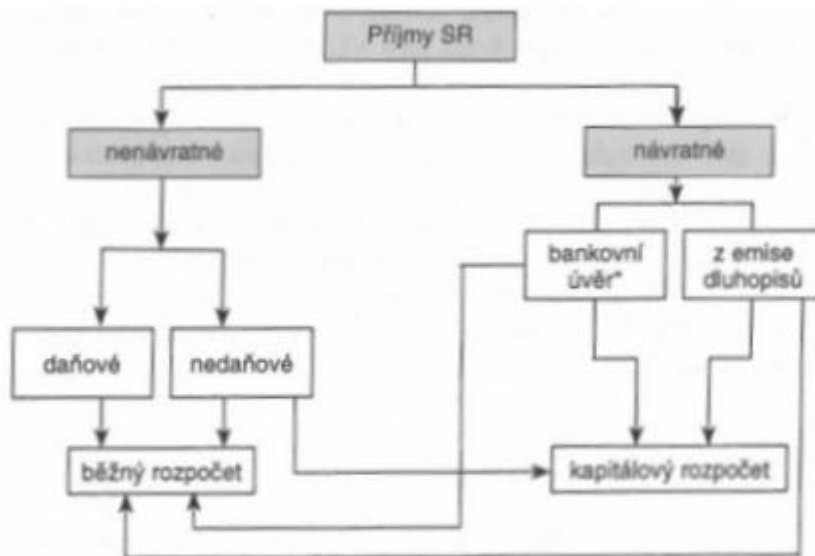 Příjmy SR
nenávratné
návratné
bankovní
úvěr*
z emise
dluhopisů
daňové
nedaňové
běžný rozpočet
kapitálový rozpočet